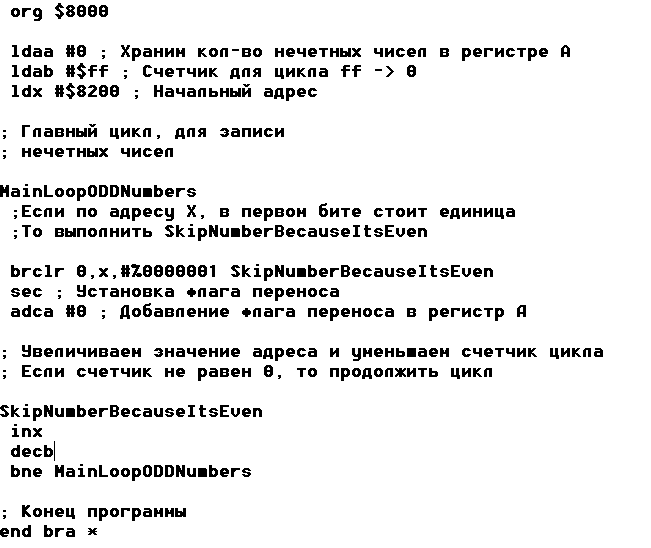 org $8000
ldaa #0 ; Храним кол-во нечетных чисел в регистре A
ldab #$ff ; Счетчик для цикла ff -> 0
ldx #$8200 ; Начальный адрес
; Главный цикл, для записи
; нечетных чисел
MainLoopODDNumbers
;Если по адресу X, в первом бите стоит единица
;То выполнить SkipNumberBecauseItsEven
brclr 0,x,#%0000001 SkipNumberBecauseItsEven
sec ; Установка флага переноса
adca #0 ; Добавление флага переноса в регистр A
; Увеличиваем значение адреса и уменьшаем счетчик цикла
; Если счетчик не равен 0, то продолжить цикл
SkipNumberBecauseItsEven
inx
decb
bne MainLoopODDNumbers
; Конец программы
end bra *